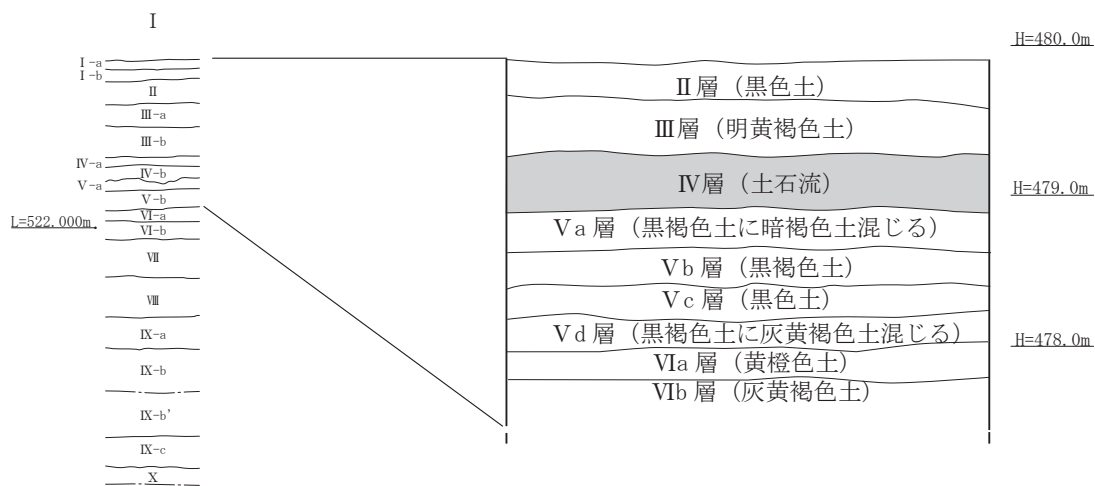 Ⅰ
Ⅰ-a
Ⅰ-b
Ⅱ
Ⅲ-a
Ⅲ-b
Ⅳ-a
Ⅳ-b
Ⅴ-a
Ⅴ-b
Ⅵ-a
L=522.000m
Ⅵ-b
Ⅶ
Ⅷ
Ⅸ-a
Ⅸ-b
Ⅸ-b'
Ⅸ-c
Ⅹ
H=480.0m
Ⅱ層（黒色土）
Ⅲ層（明黄褐色土）
Ⅳ層（土石流）
H=479.0m
Ⅴa層（黒褐色土に暗褐色土混じる）
Ⅴb層（黒褐色土）
Ⅴc層（黒色土）
Ⅴd層（黒褐色土に灰黄褐色土混じる）
H=478.0m
Ⅵa層（黄橙色土）
Ⅵb層（灰黄褐色土）